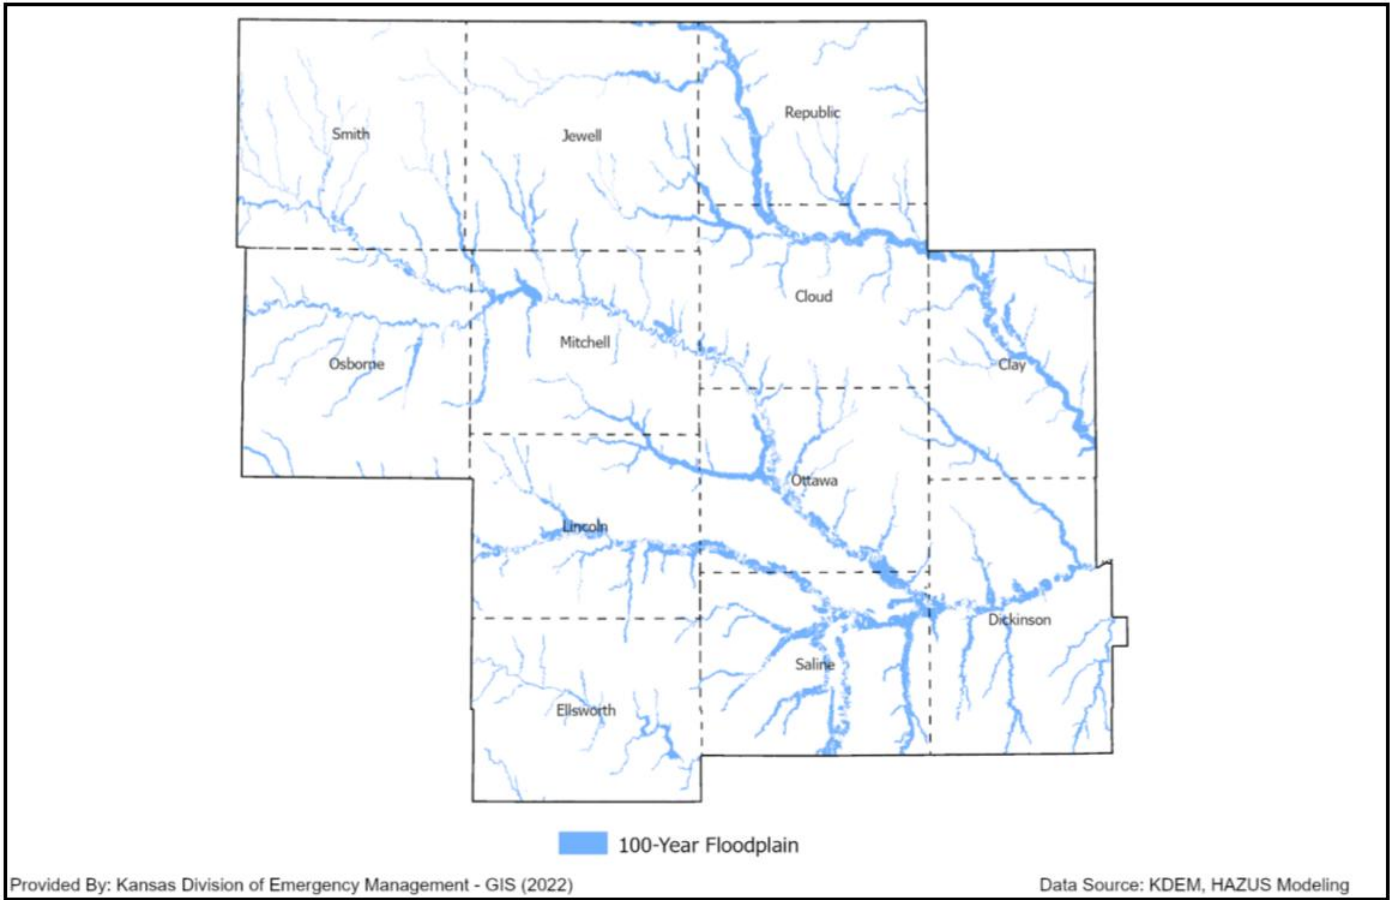 Republic
Smith
Jewell
Cloud
Mitchell
Osborne
Clay
Ottawa
Lincoln
Dickinson
Saline
Ellsworth
100-Year Floodplain
Provided By: Kansas Division of Emergency Management - GIS (2022)
Data Source: KDEM, HAZUS Modeling